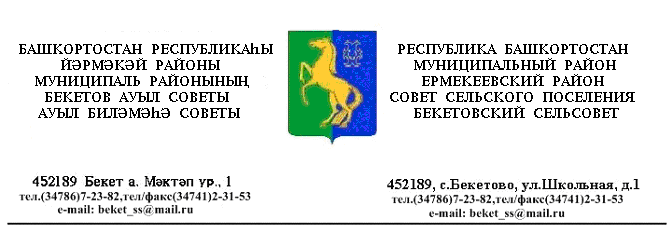 БАШКОРТОСТАН РЕСПУБЛИКАҺЫ
ЙӘРМӘКӘЙ РАЙОНЫ
МУНИЦИПАЛЬ РАЙОНЫНЫҢ
БЕКЕТОВ АУЫЛ СОВЕТЫ
АУЫЛ БИЛӘМӘҺӘ СОВЕТЫ
452189 Бекет а. Мәктәп ур., 1
тел.(34786)7-23-82,тел/факс(34741)2-31-53
e-mail: beket_ss@mail.ru
РЕСПУБЛИКА БАШКОРТОСТАН
МУНИЦИПАЛЬНЫЙ РАЙОН
ЕРМЕКЕЕВСКИЙ РАЙОН
СОВЕТ СЕЛЬСКОГО ПОСЕЛЕНИЯ
БЕКЕТОВСКИЙ СЕЛЬСОВЕТ
452189, с.Бекетово, ул.Школьная, д.1
тел.(34786)7-23-82,тел/факс(34741)2-31-53
e-mail: beket_ss@mail.ru